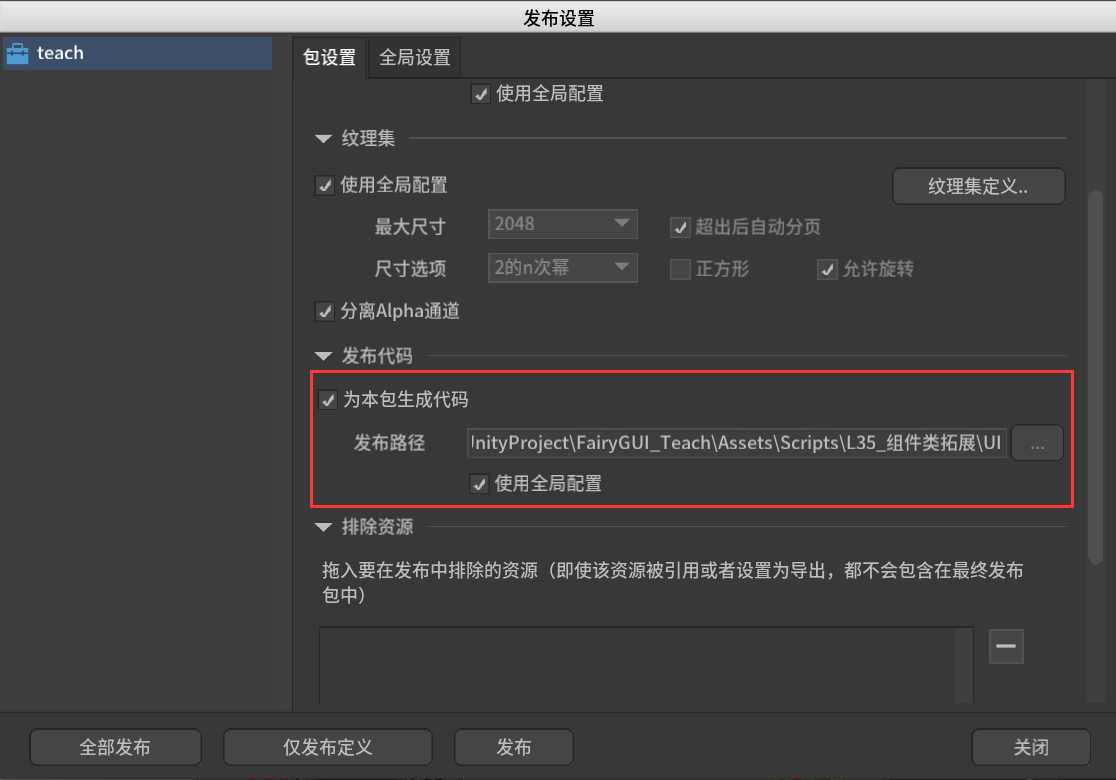 发布设置
teach
包设置 全局设置
使用全局配置
纹理集
使用全局配置 纹理集定义..
最大尺寸 2048 超出后自动分页
尺寸选项 2的n次幂 正方形 允许旋转
分离Alpha通道
发布代码
为本包生成代码
发布路径 nityProject\FairyGUI_Teach\Assets\Scripts\L35_组件类拓展\UI ...
使用全局配置
排除资源
拖入要在发布中排除的资源（即使该资源被引用或者设置为导出，都不会包含在最终发布
包中）
全部发布 仅发布定义 发布 关闭